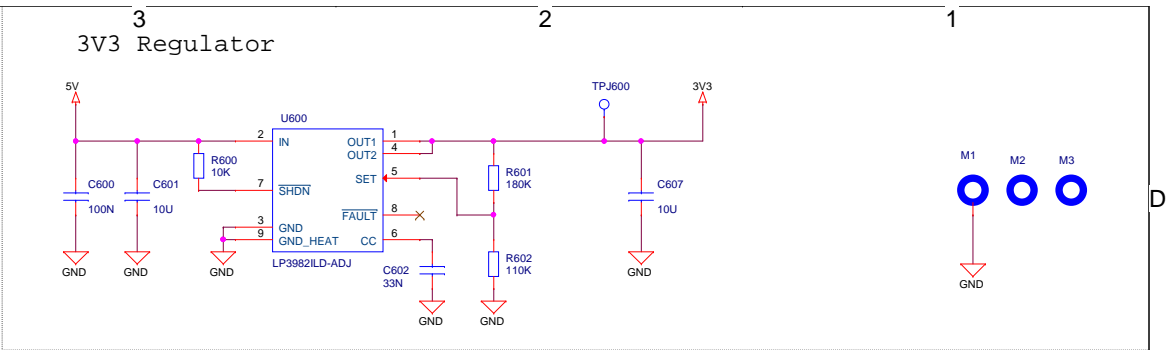 3
2
1
3V3 Regulator
5V
TPJ600
3V3
U600
2
IN
OUT1
1
OUT2
4
R600
10K
SET
5
R601
180K
M1
M2
M3
C600
100N
C601
10U
7
SHDN
C607
10U
D
FAULT
8
3
GND
9
GND_HEAT
CC
6
LP3982ILD-ADJ
C602
33N
R602
110K
GND
GND
GND
GND
GND
GND
GND